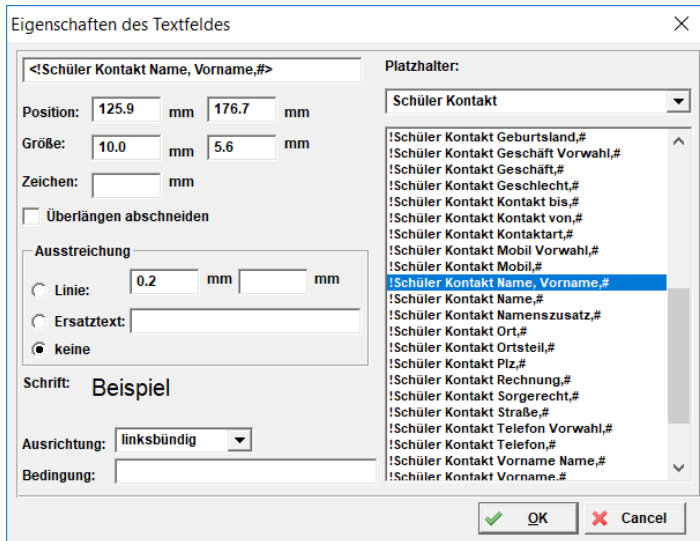 Eigenschaften des Textfeldes
<!Schüler Kontakt Name, Vorname,#>
Position: 125.9 mm 176.7 mm
Größe: 10.0 mm 5.6 mm
Zeichen: mm
Überlängen abschneiden
Ausstreichung
Linie: 0.2 mm mm
Ersatztext:
keine
Schrift: Beispiel
Ausrichtung: linksbündig
Bedingung:
Platzhalter:
Schüler Kontakt
!Schüler Kontakt Geburtsland,#
!Schüler Kontakt Geschäft Vorwahl,#
!Schüler Kontakt Geschäft,#
!Schüler Kontakt Geschlecht,#
!Schüler Kontakt Kontakt bis,#
!Schüler Kontakt Kontakt von,#
!Schüler Kontakt Kontaktart,#
!Schüler Kontakt Mobil Vorwahl,#
!Schüler Kontakt Mobil,#
!Schüler Kontakt Name, Vorname,#
!Schüler Kontakt Name,#
!Schüler Kontakt Namenszusatz,#
!Schüler Kontakt Ort,#
!Schüler Kontakt Ortsteil,#
!Schüler Kontakt Plz,#
!Schüler Kontakt Rechnung,#
!Schüler Kontakt Sorgerecht,#
!Schüler Kontakt Straße,#
!Schüler Kontakt Telefon Vorwahl,#
!Schüler Kontakt Telefon,#
!Schüler Kontakt Vorname Name,#
!Schüler Kontakt Vorname,#
OK
Cancel